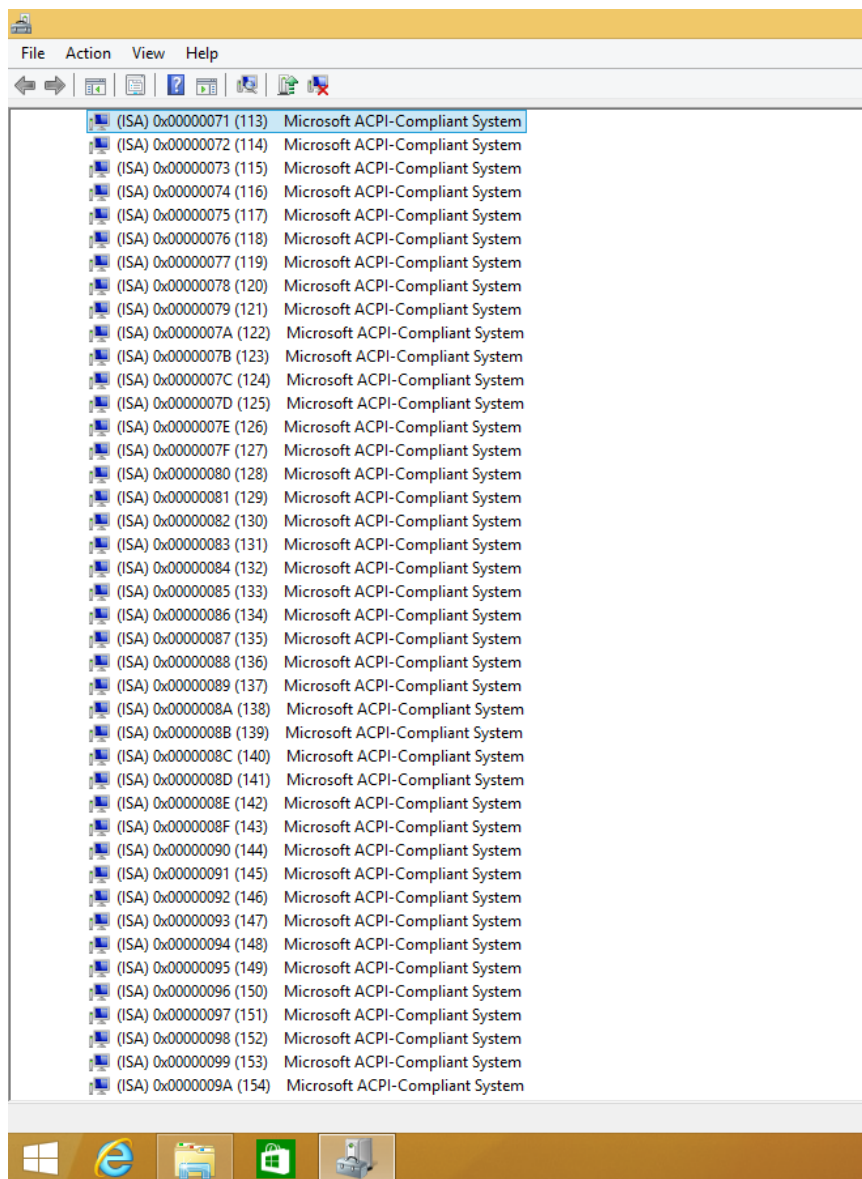 File Action View Help
(ISA) 0x00000071 (113) Microsoft ACPI-Compliant System
(ISA) 0x00000072 (114) Microsoft ACPI-Compliant System
(ISA) 0x00000073 (115) Microsoft ACPI-Compliant System
(ISA) 0x00000074 (116) Microsoft ACPI-Compliant System
(ISA) 0x00000075 (117) Microsoft ACPI-Compliant System
(ISA) 0x00000076 (118) Microsoft ACPI-Compliant System
(ISA) 0x00000077 (119) Microsoft ACPI-Compliant System
(ISA) 0x00000078 (120) Microsoft ACPI-Compliant System
(ISA) 0x00000079 (121) Microsoft ACPI-Compliant System
(ISA) 0x0000007A (122) Microsoft ACPI-Compliant System
(ISA) 0x0000007B (123) Microsoft ACPI-Compliant System
(ISA) 0x0000007C (124) Microsoft ACPI-Compliant System
(ISA) 0x0000007D (125) Microsoft ACPI-Compliant System
(ISA) 0x0000007E (126) Microsoft ACPI-Compliant System
(ISA) 0x0000007F (127) Microsoft ACPI-Compliant System
(ISA) 0x00000080 (128) Microsoft ACPI-Compliant System
(ISA) 0x00000081 (129) Microsoft ACPI-Compliant System
(ISA) 0x00000082 (130) Microsoft ACPI-Compliant System
(ISA) 0x00000083 (131) Microsoft ACPI-Compliant System
(ISA) 0x00000084 (132) Microsoft ACPI-Compliant System
(ISA) 0x00000085 (133) Microsoft ACPI-Compliant System
(ISA) 0x00000086 (134) Microsoft ACPI-Compliant System
(ISA) 0x00000087 (135) Microsoft ACPI-Compliant System
(ISA) 0x00000088 (136) Microsoft ACPI-Compliant System
(ISA) 0x00000089 (137) Microsoft ACPI-Compliant System
(ISA) 0x0000008A (138) Microsoft ACPI-Compliant System
(ISA) 0x0000008B (139) Microsoft ACPI-Compliant System
(ISA) 0x0000008C (140) Microsoft ACPI-Compliant System
(ISA) 0x0000008D (141) Microsoft ACPI-Compliant System
(ISA) 0x0000008E (142) Microsoft ACPI-Compliant System
(ISA) 0x0000008F (143) Microsoft ACPI-Compliant System
(ISA) 0x00000090 (144) Microsoft ACPI-Compliant System
(ISA) 0x00000091 (145) Microsoft ACPI-Compliant System
(ISA) 0x00000092 (146) Microsoft ACPI-Compliant System
(ISA) 0x00000093 (147) Microsoft ACPI-Compliant System
(ISA) 0x00000094 (148) Microsoft ACPI-Compliant System
(ISA) 0x00000095 (149) Microsoft ACPI-Compliant System
(ISA) 0x00000096 (150) Microsoft ACPI-Compliant System
(ISA) 0x00000097 (151) Microsoft ACPI-Compliant System
(ISA) 0x00000098 (152) Microsoft ACPI-Compliant System
(ISA) 0x00000099 (153) Microsoft ACPI-Compliant System
(ISA) 0x0000009A (154) Microsoft ACPI-Compliant System